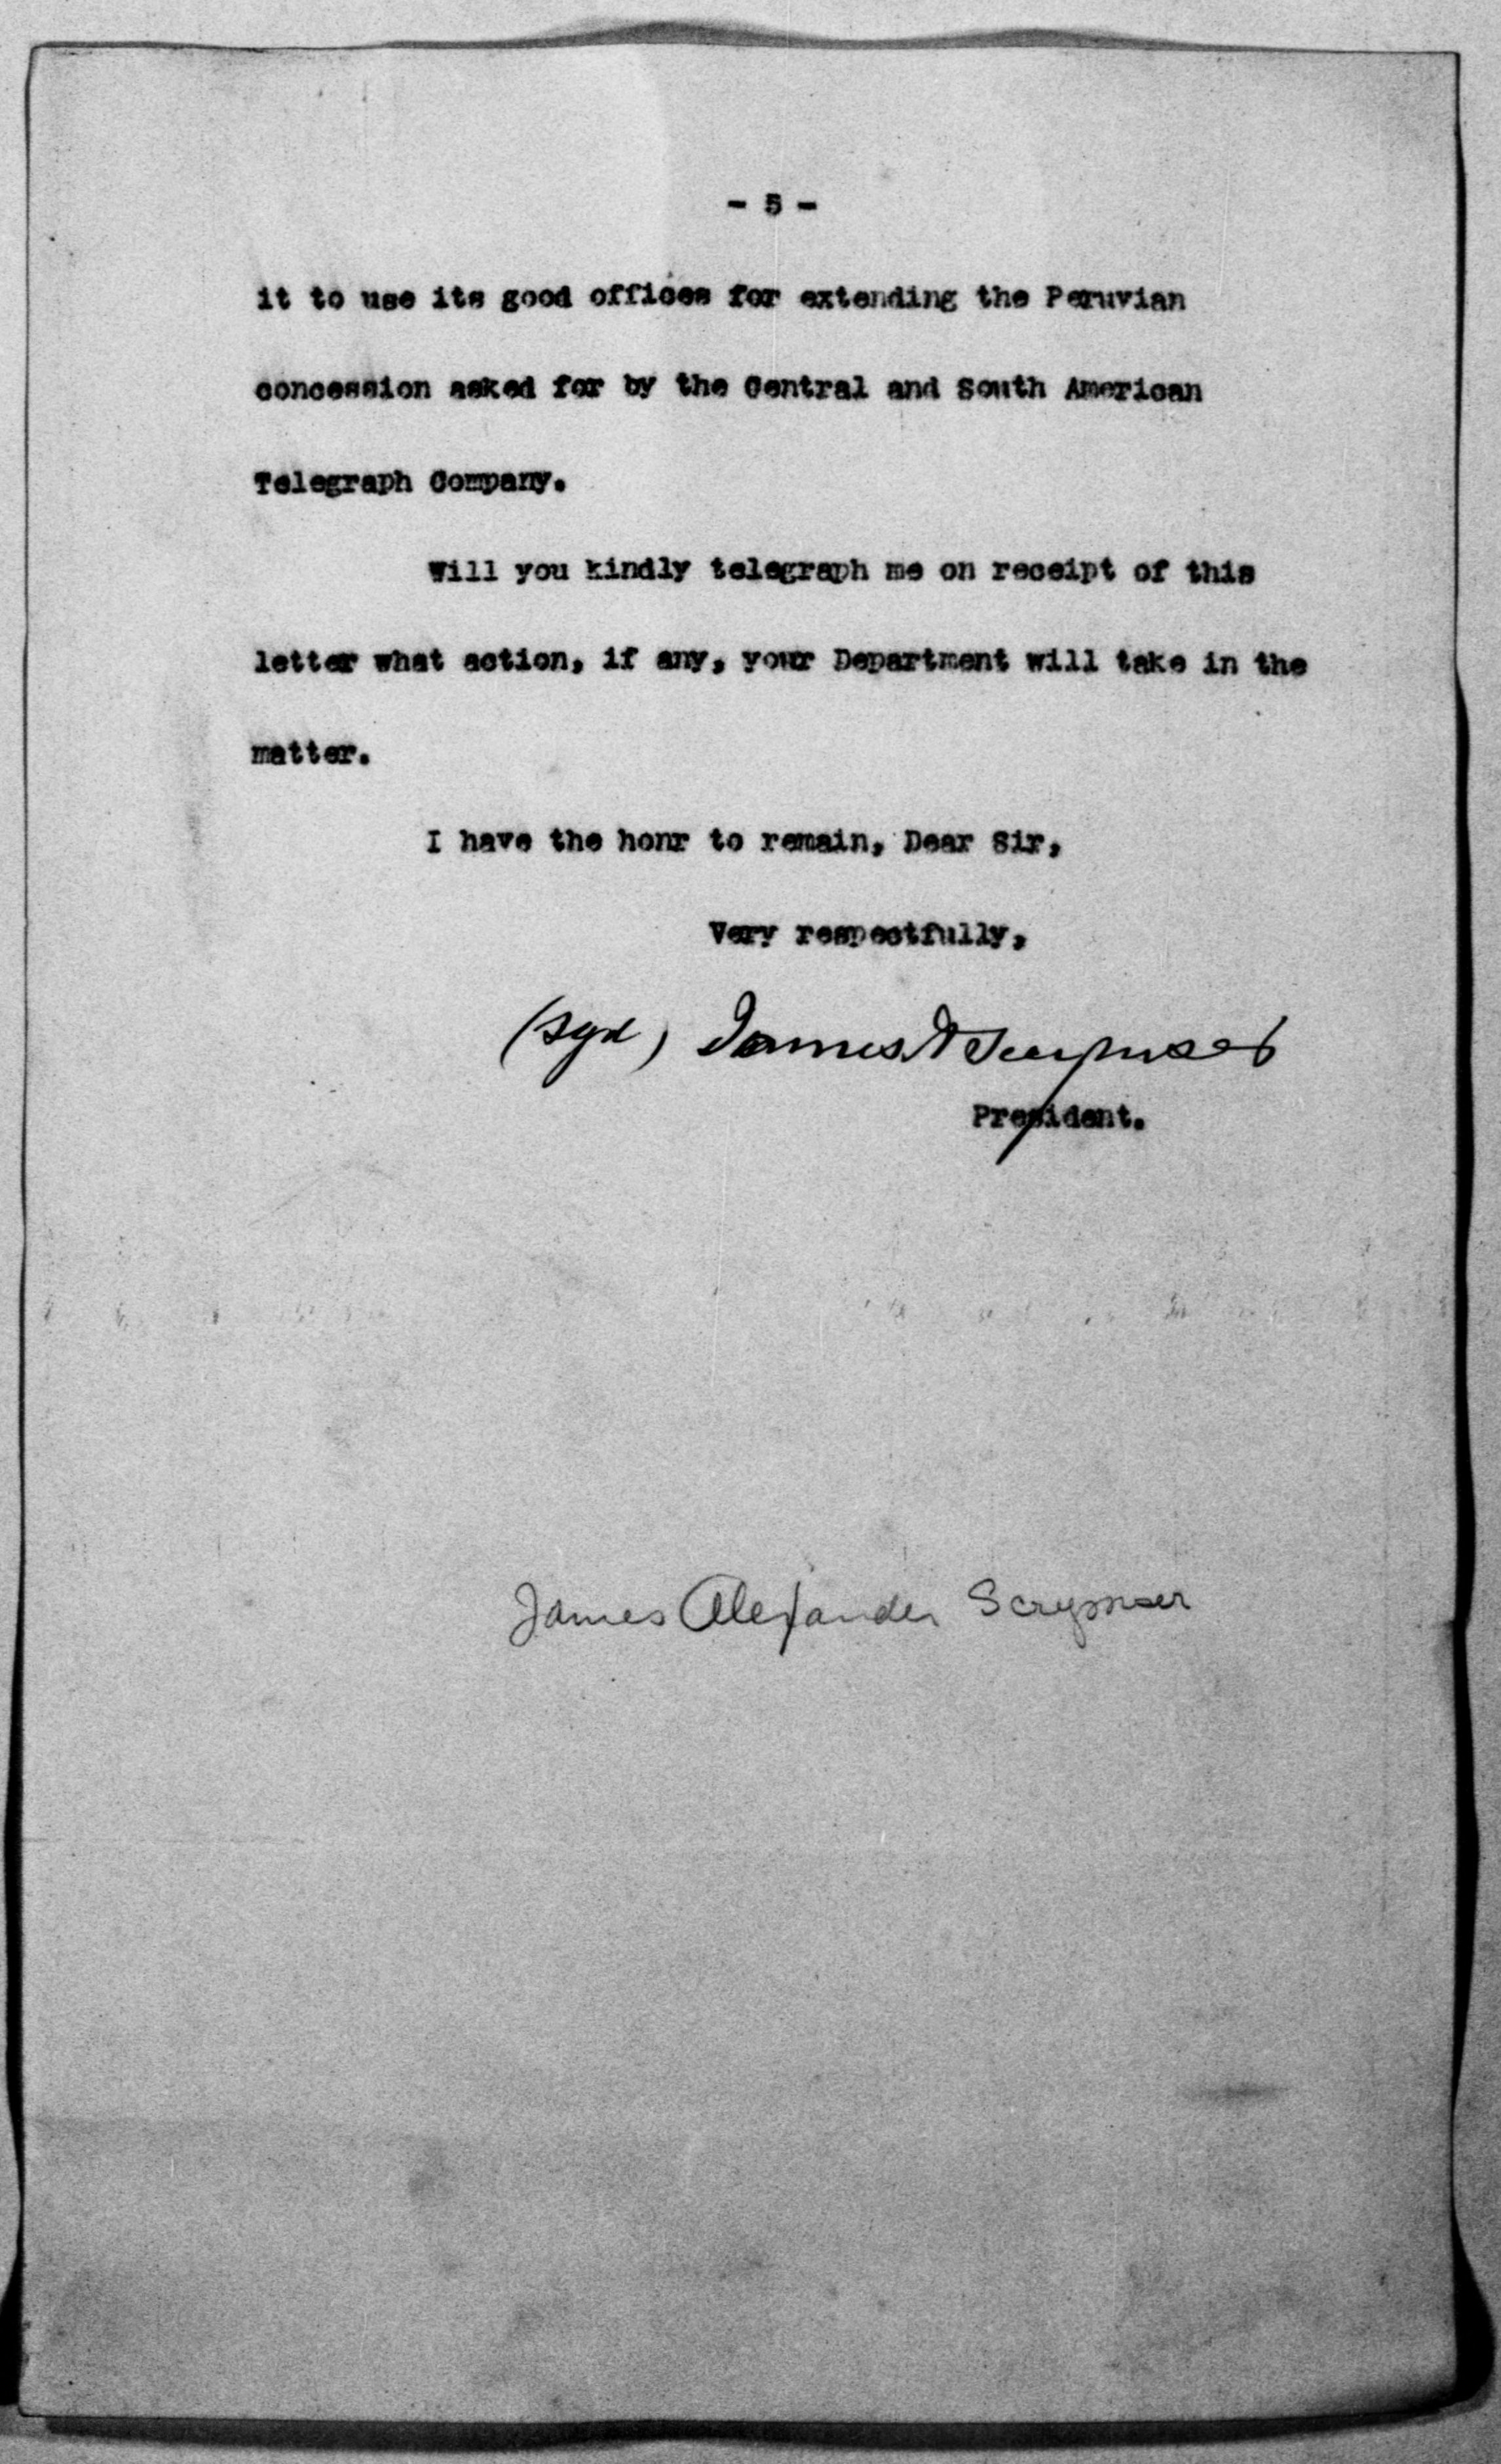 - 5 -
it to use its good offices for extending the Peruvian
concession asked for by the Central and South American
Telegraph Company.
Will you kindly telegraph me on receipt of this
letter what action, if any, your Department will take in the
matter.
I have the honr to remain, Dear Sir,
Very respectfully,
(sgd) James A Scrymser
President.
James Alexander Scrymser